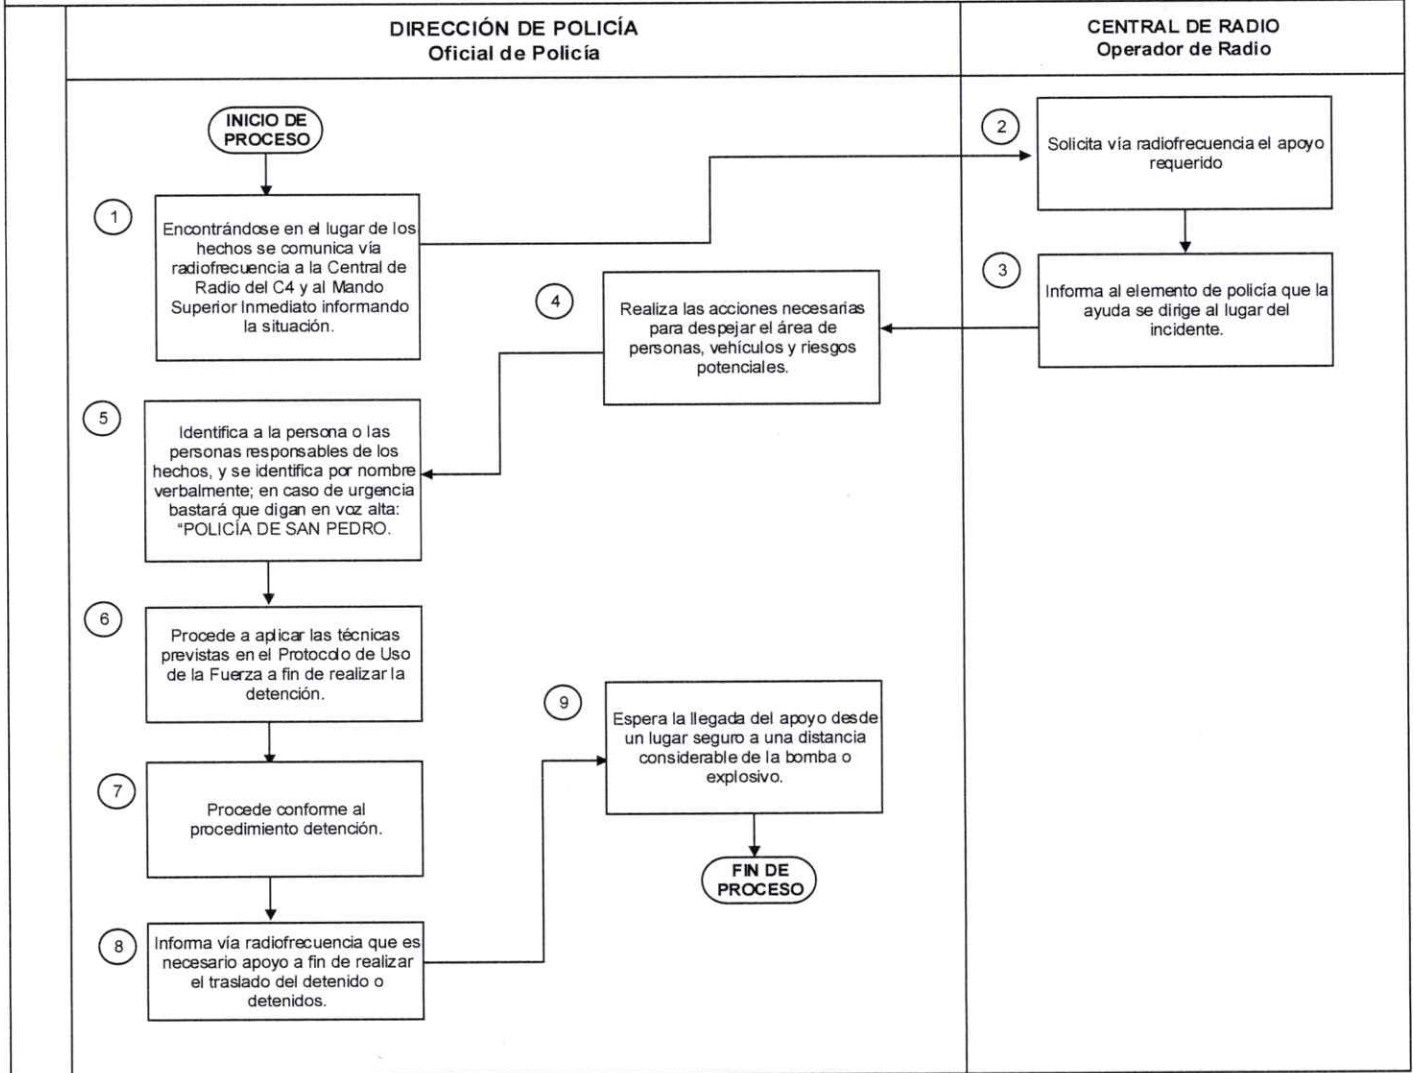 DIRECCIÓN DE POLICÍA
Oficial de Policía
CENTRAL DE RADIO
Operador de Radio
INICIO DE
PROCESO
1
Encontrándose en el lugar de los
hechos se comunica vía
radiofrecuencia a la Central de
Radio del C4 y al Mando
Superior Inmediato informando
la situación.
2
Solicita vía radiofrecuencia el apoyo
requerido
3
Informa al elemento de policía que la
ayuda se dirige al lugar del
incidente.
4
Realiza las acciones necesarias
para despejar el área de
personas, vehículos y riesgos
potenciales.
5
Identifica a la persona o las
personas responsables de los
hechos, y se identifica por nombre
verbalmente; en caso de urgencia
bastará que digan en voz alta:
“POLICÍA DE SAN PEDRO.
6
Procede a aplicar las técnicas
previstas en el Protocolo de Uso
de la Fuerza a fin de realizar la
detención.
7
Procede conforme al
procedimiento detención.
8
Informa vía radiofrecuencia que es
necesario apoyo a fin de realizar
el traslado del detenido o
detenidos.
9
Espera la llegada del apoyo desde
un lugar seguro a una distancia
considerable de la bomba o
explosivo.
FIN DE
PROCESO